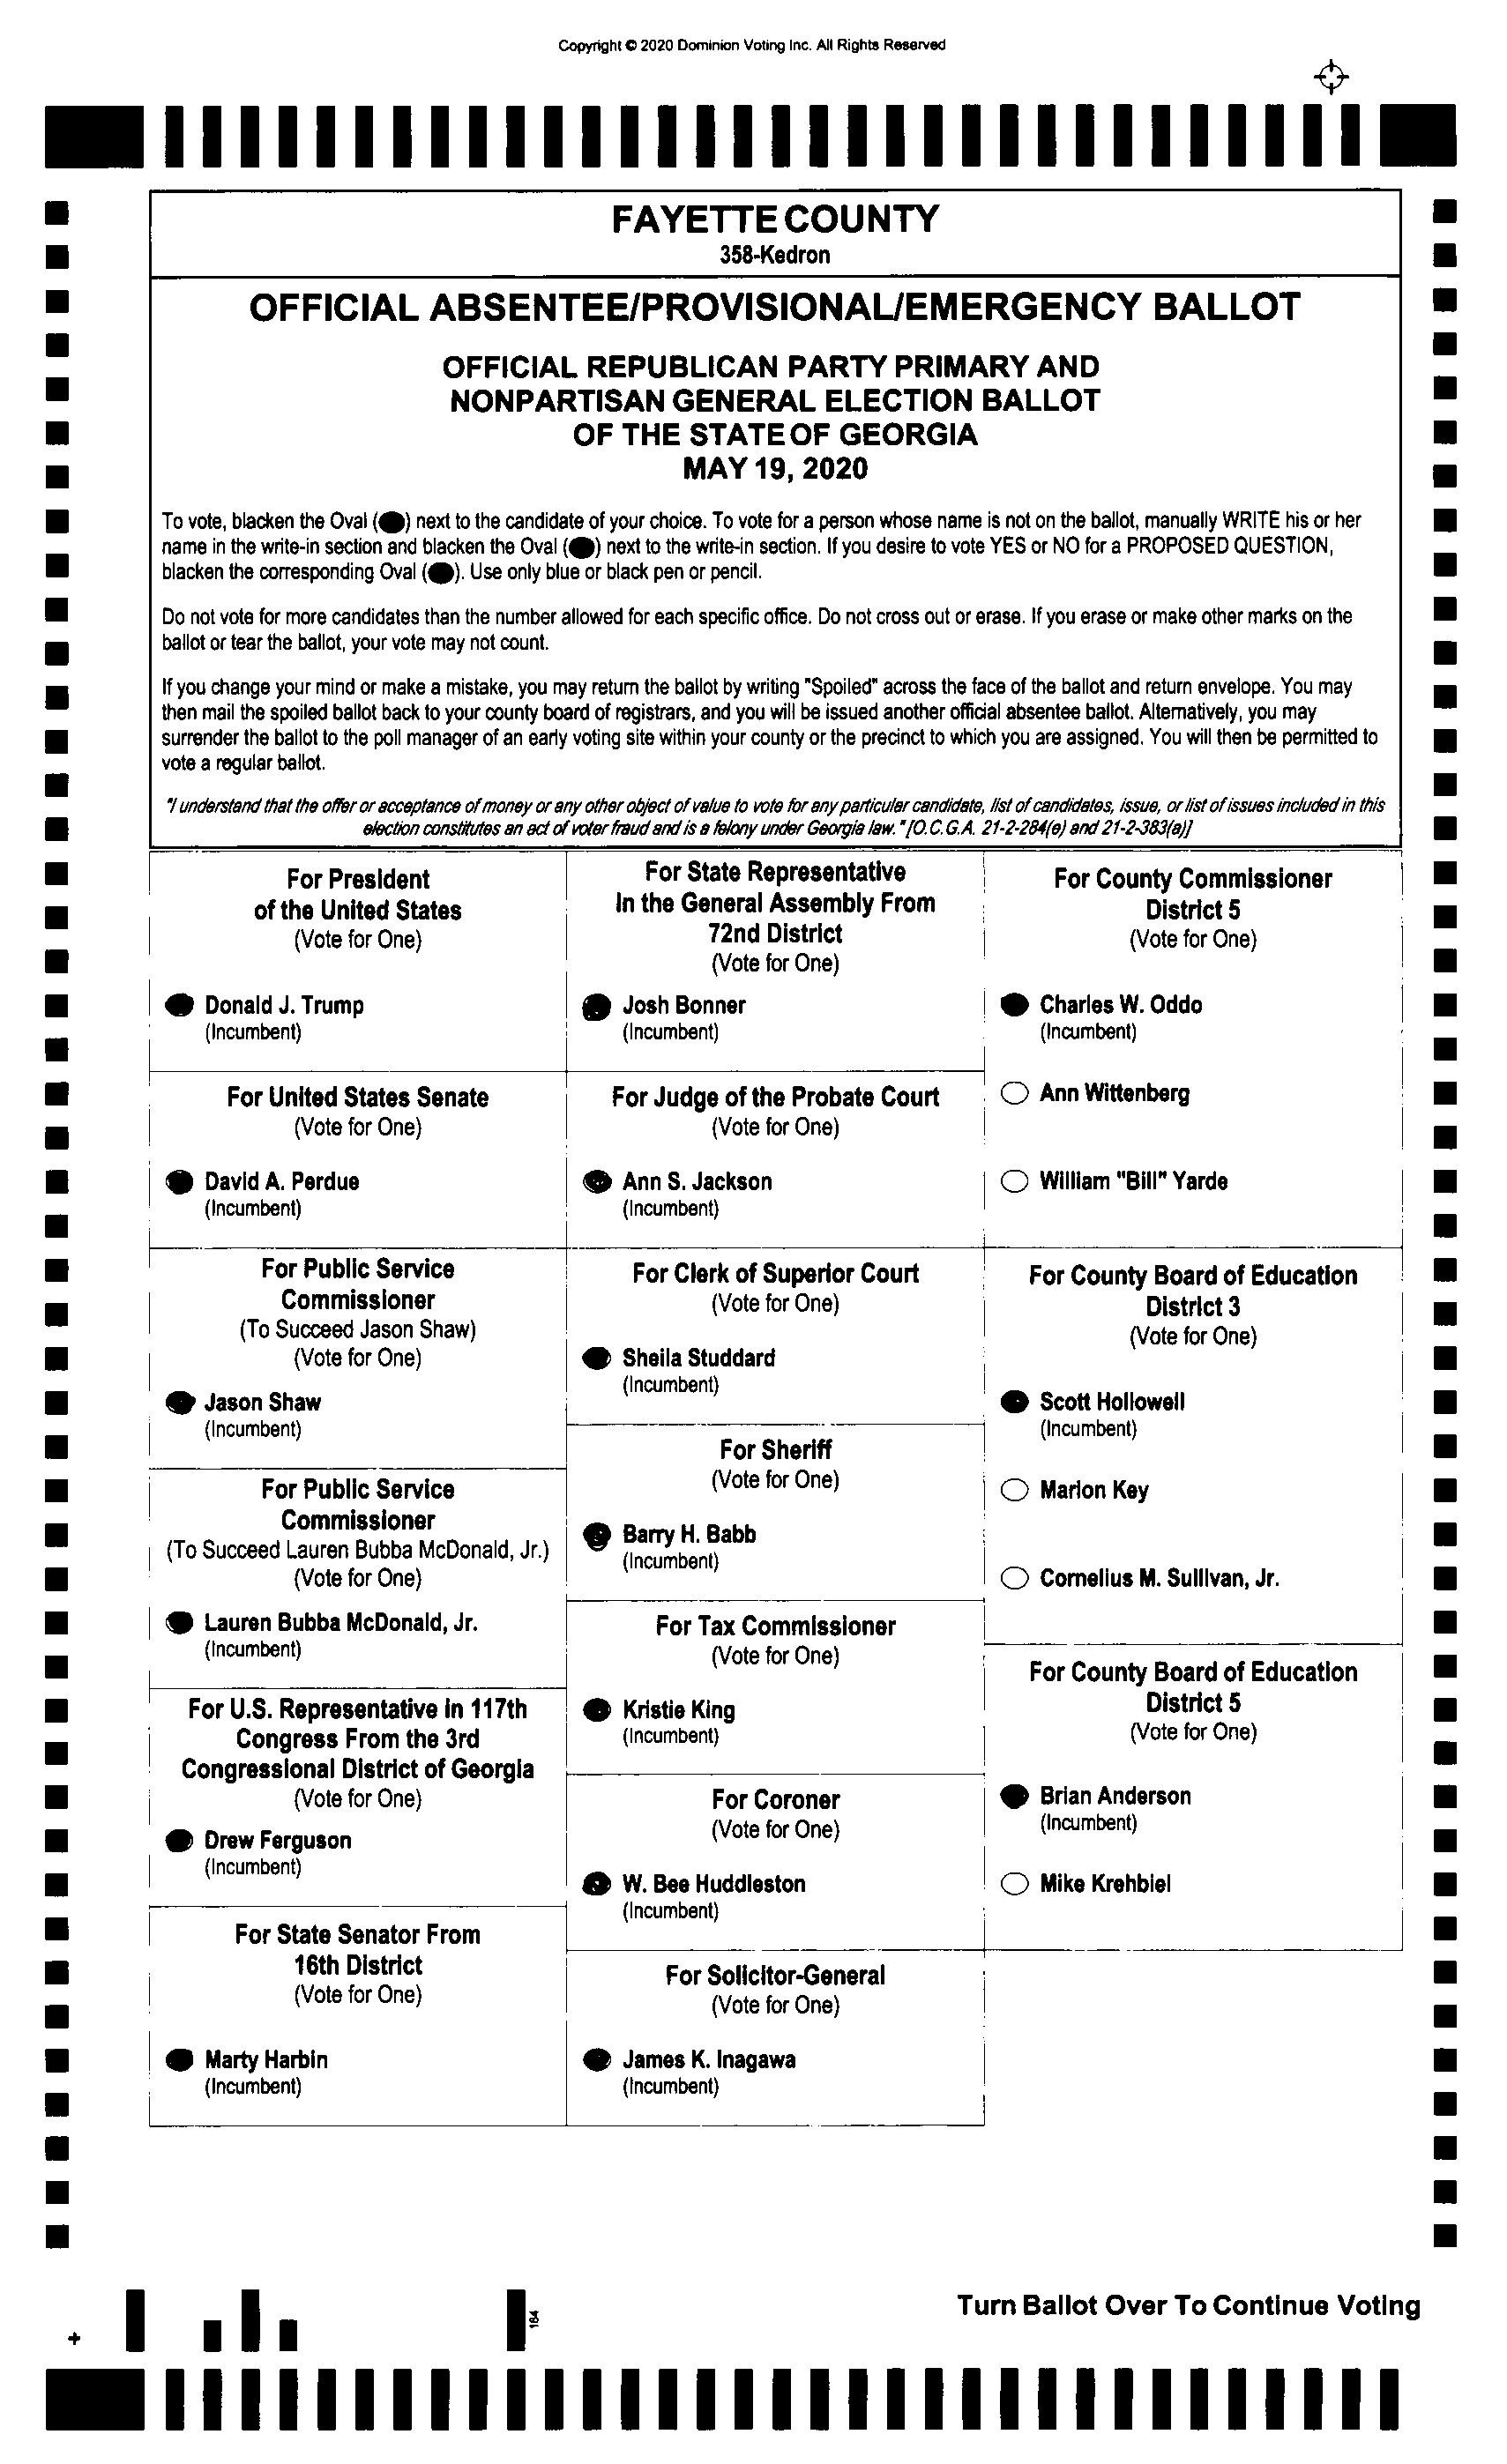 Copyright © 2020 Dominion Voting Inc. All Rights Reserved
FAYETTE COUNTY
358-Kedron
OFFICIAL ABSENTEE/PROVISIONAL/EMERGENCY BALLOT
OFFICIAL REPUBLICAN PARTY PRIMARY AND
NONPARTISAN GENERAL ELECTION BALLOT
OF THE STATE OF GEORGIA
MAY 19, 2020
To vote, blacken the Oval (●) next to the candidate of your choice. To vote for a person whose name is not on the ballot, manually WRITE his or her
name in the write-in section and blacken the Oval (●) next to the write-in section. If you desire to vote YES or NO for a PROPOSED QUESTION,
blacken the corresponding Oval (●). Use only blue or black pen or pencil.
Do not vote for more candidates than the number allowed for each specific office. Do not cross out or erase. If you erase or make other marks on the
ballot or tear the ballot, your vote may not count.
If you change your mind or make a mistake, you may return the ballot by writing "Spoiled" across the face of the ballot and return envelope. You may
then mail the spoiled ballot back to your county board of registrars, and you will be issued another official absentee ballot. Alternatively, you may
surrender the ballot to the poll manager of an early voting site within your county or the precinct to which you are assigned. You will then be permitted to
vote a regular ballot.
"I understand that the offer or acceptance of money or any other object of value to vote for any particular candidate, list of candidates, issue, or list of issues included in this
election constitutes an act of voter fraud and is a felony under Georgia law." [O.C.G.A. 21-2-284(e) and 21-2-383(a)]
For President
of the United States
(Vote for One)
Donald J. Trump
(Incumbent)
For United States Senate
(Vote for One)
David A. Perdue
(Incumbent)
For Public Service
Commissioner
(To Succeed Jason Shaw)
(Vote for One)
Jason Shaw
(Incumbent)
For Public Service
Commissioner
(To Succeed Lauren Bubba McDonald, Jr.)
(Vote for One)
Lauren Bubba McDonald, Jr.
(Incumbent)
For U.S. Representative in 117th
Congress From the 3rd
Congressional District of Georgia
(Vote for One)
Drew Ferguson
(Incumbent)
For State Senator From
16th District
(Vote for One)
Marty Harbin
(Incumbent)
For State Representative
In the General Assembly From
72nd District
(Vote for One)
Josh Bonner
(Incumbent)
For Judge of the Probate Court
(Vote for One)
Ann S. Jackson
(Incumbent)
For Clerk of Superior Court
(Vote for One)
Sheila Studdard
(Incumbent)
For Sheriff
(Vote for One)
Barry H. Babb
(Incumbent)
For Tax Commissioner
(Vote for One)
Kristie King
(Incumbent)
For Coroner
(Vote for One)
W. Bee Huddleston
(Incumbent)
For Solicitor-General
(Vote for One)
James K. Inagawa
(Incumbent)
For County Commissioner
District 5
(Vote for One)
Charles W. Oddo
(Incumbent)
Ann Wittenberg
William "Bill" Yarde
For County Board of Education
District 3
(Vote for One)
Scott Hollowell
(Incumbent)
Marion Key
Cornelius M. Sullivan, Jr.
For County Board of Education
District 5
(Vote for One)
Brian Anderson
(Incumbent)
Mike Krehbiel
Turn Ballot Over To Continue Voting
164